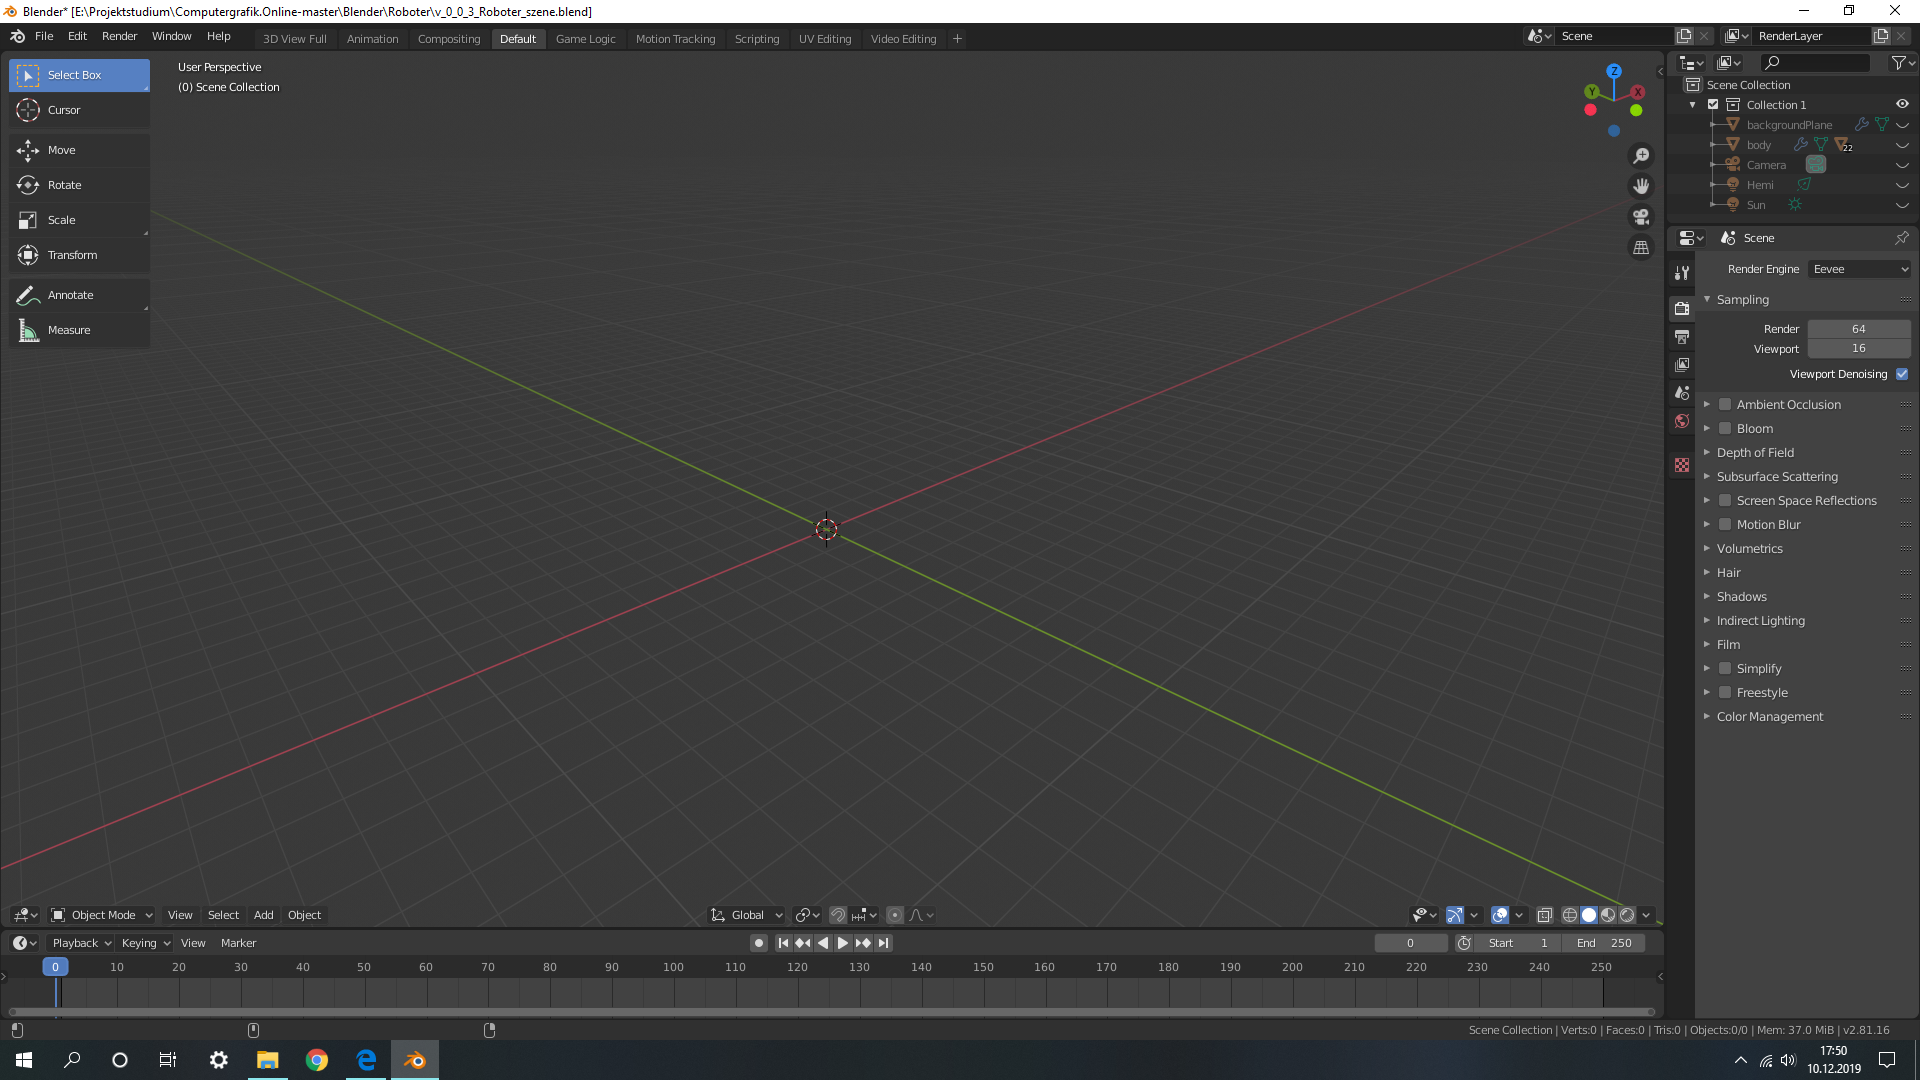 Blender* [E:\Projektstudium\Computergrafik.Online-master\Blender\Roboter\v_0_0_3_Roboter_szene.blend]
File Edit Render Window Help 3D View Full Animation Compositing Default Game Logic Motion Tracking Scripting UV Editing Video Editing + Scene RenderLayer
Select Box
Cursor
Move
Rotate
Scale
Transform
Annotate
Measure
User Perspective
(0) Scene Collection
Z
Y
X
Scene Collection
Collection 1
backgroundPlane
body 22
Camera
Hemi
Sun
Scene
Render Engine Eevee
Sampling
Render 64
Viewport 16
Viewport Denoising
Ambient Occlusion
Bloom
Depth of Field
Subsurface Scattering
Screen Space Reflections
Motion Blur
Volumetrics
Hair
Shadows
Indirect Lighting
Film
Simplify
Freestyle
Color Management
Object Mode View Select Add Object Global
Playback Keying View Marker 0 Start 1 End 250
0 10 20 30 40 50 60 70 80 90 100 110 120 130 140 150 160 170 180 190 200 210 220 230 240 250
Scene Collection | Verts:0 | Faces:0 | Tris:0 | Objects:0/0 | Mem: 37.0 MiB | v2.81.16
17:50
10.12.2019